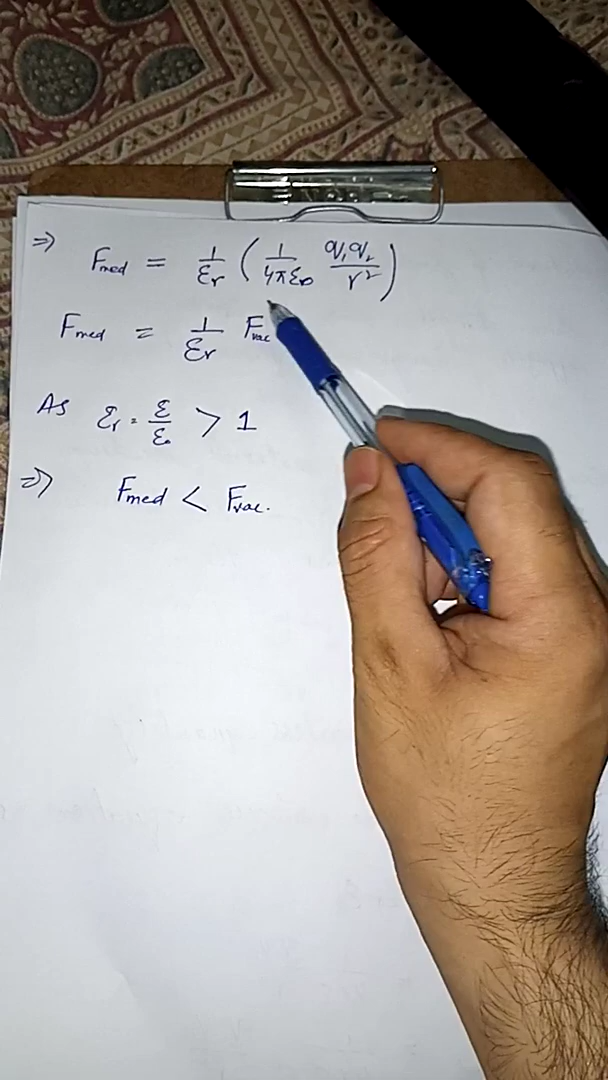 ⇒ Fmed = 1/εr ( 1/4πε₀ q₁q₂/r² )
Fmed = 1/εr Fvac
As εr = ε/ε₀ > 1
⇒ Fmed < Fvac.